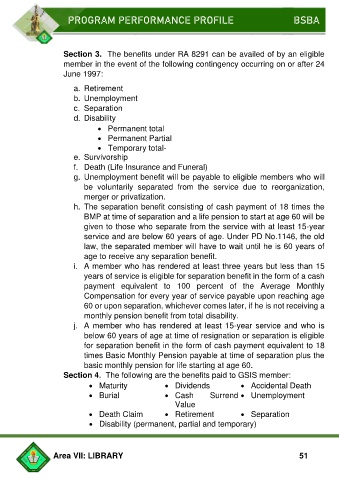 PROGRAM PERFORMANCE PROFILE BSBA
Section 3. The benefits under RA 8291 can be availed of by an eligible
member in the event of the following contingency occurring on or after 24
June 1997:
a. Retirement
b. Unemployment
c. Separation
d. Disability
• Permanent total
• Permanent Partial
• Temporary total-
e. Survivorship
f. Death (Life Insurance and Funeral)
g. Unemployment benefit will be payable to eligible members who will
be voluntarily separated from the service due to reorganization,
merger or privatization.
h. The separation benefit consisting of cash payment of 18 times the
BMP at time of separation and a life pension to start at age 60 will be
given to those who separate from the service with at least 15-year
service and are below 60 years of age. Under PD No.1146, the old
law, the separated member will have to wait until he is 60 years of
age to receive any separation benefit.
i. A member who has rendered at least three years but less than 15
years of service is eligible for separation benefit in the form of a cash
payment equivalent to 100 percent of the Average Monthly
Compensation for every year of service payable upon reaching age
60 or upon separation, whichever comes later, if he is not receiving a
monthly pension benefit from total disability.
j. A member who has rendered at least 15-year service and who is
below 60 years of age at time of resignation or separation is eligible
for separation benefit in the form of cash payment equivalent to 18
times Basic Monthly Pension payable at time of separation plus the
basic monthly pension for life starting at age 60.
Section 4. The following are the benefits paid to GSIS member:
• Maturity • Dividends • Accidental Death
• Burial • Cash Surrend • Unemployment
Value
• Death Claim • Retirement • Separation
• Disability (permanent, partial and temporary)
Area VII: LIBRARY 51